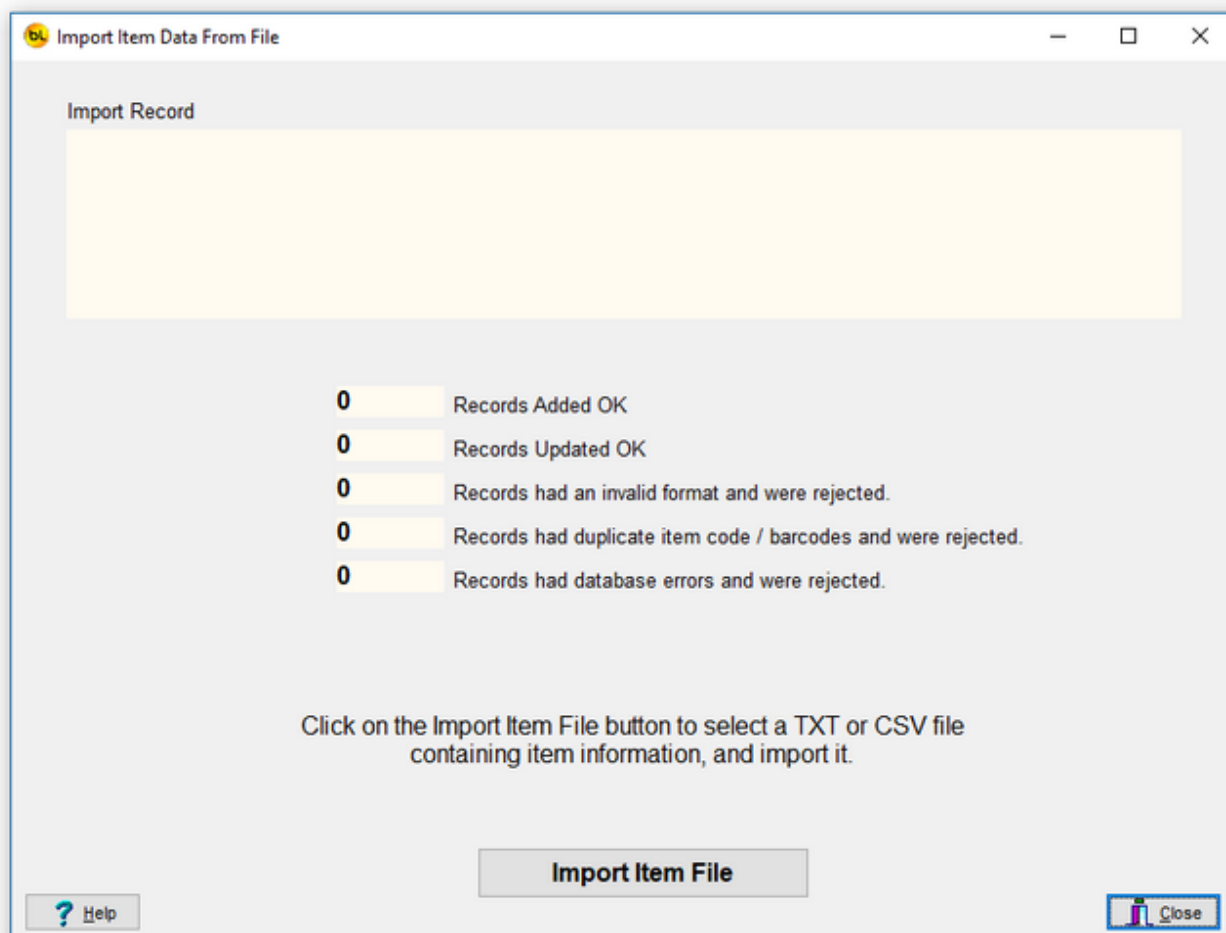 bL Import Item Data From File
Import Record
0 Records Added OK
0 Records Updated OK
0 Records had an invalid format and were rejected.
0 Records had duplicate item code / barcodes and were rejected.
0 Records had database errors and were rejected.
Click on the Import Item File button to select a TXT or CSV file
containing item information, and import it.
Import Item File
? Help
Close